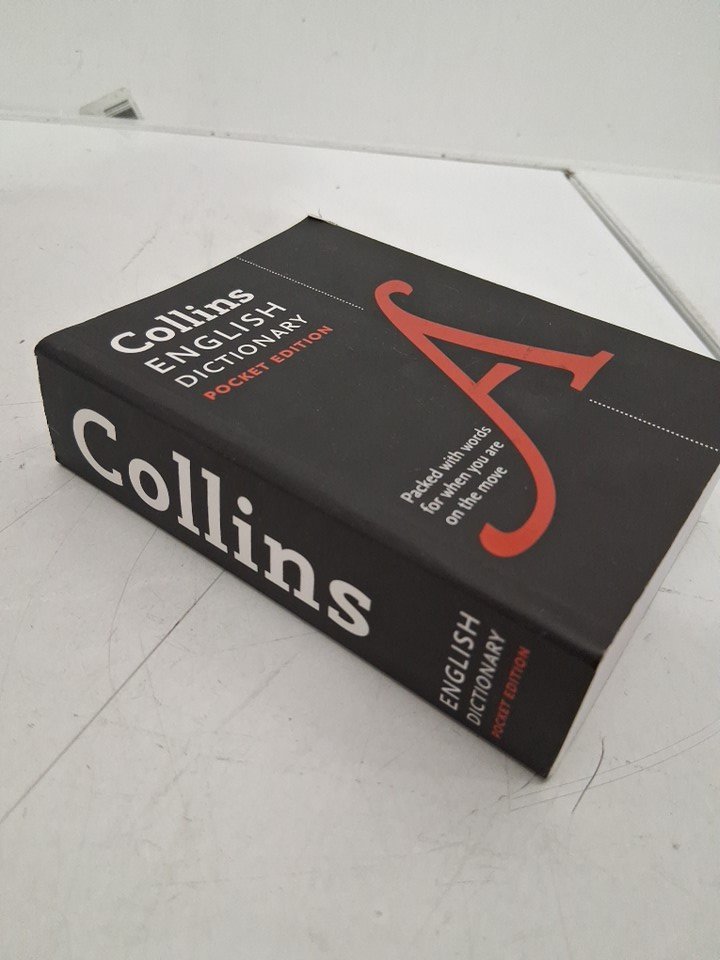 Collins
ENGLISH
DICTIONARY
POCKET EDITION
A
Packed with words
for when you are
on the move
Collins
ENGLISH
DICTIONARY
POCKET EDITION